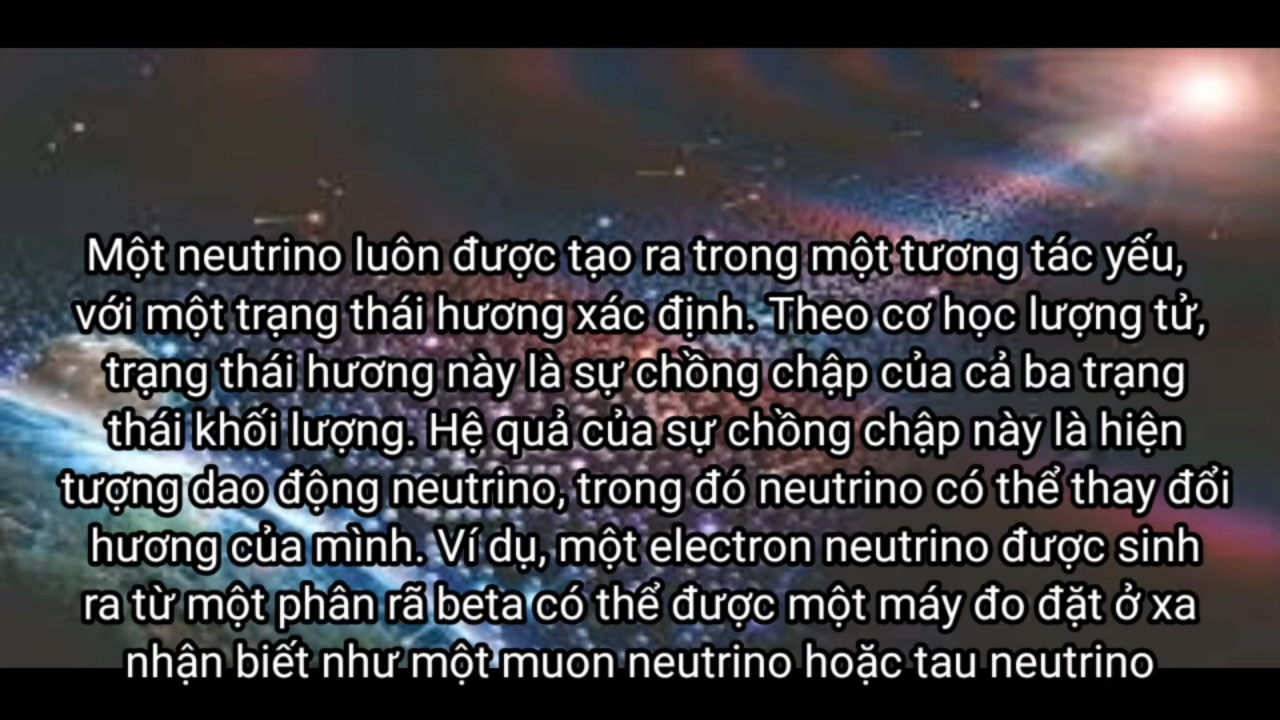 Một neutrino luôn được tạo ra trong một tương tác yếu,
với một trạng thái hương xác định. Theo cơ học lượng tử,
trạng thái hương này là sự chồng chập của cả ba trạng
thái khối lượng. Hệ quả của sự chồng chập này là hiện
tượng dao động neutrino, trong đó neutrino có thể thay đổi
hương của mình. Ví dụ, một electron neutrino được sinh
ra từ một phân rã beta có thể được một máy đo đặt ở xa
nhận biết như một muon neutrino hoặc tau neutrino